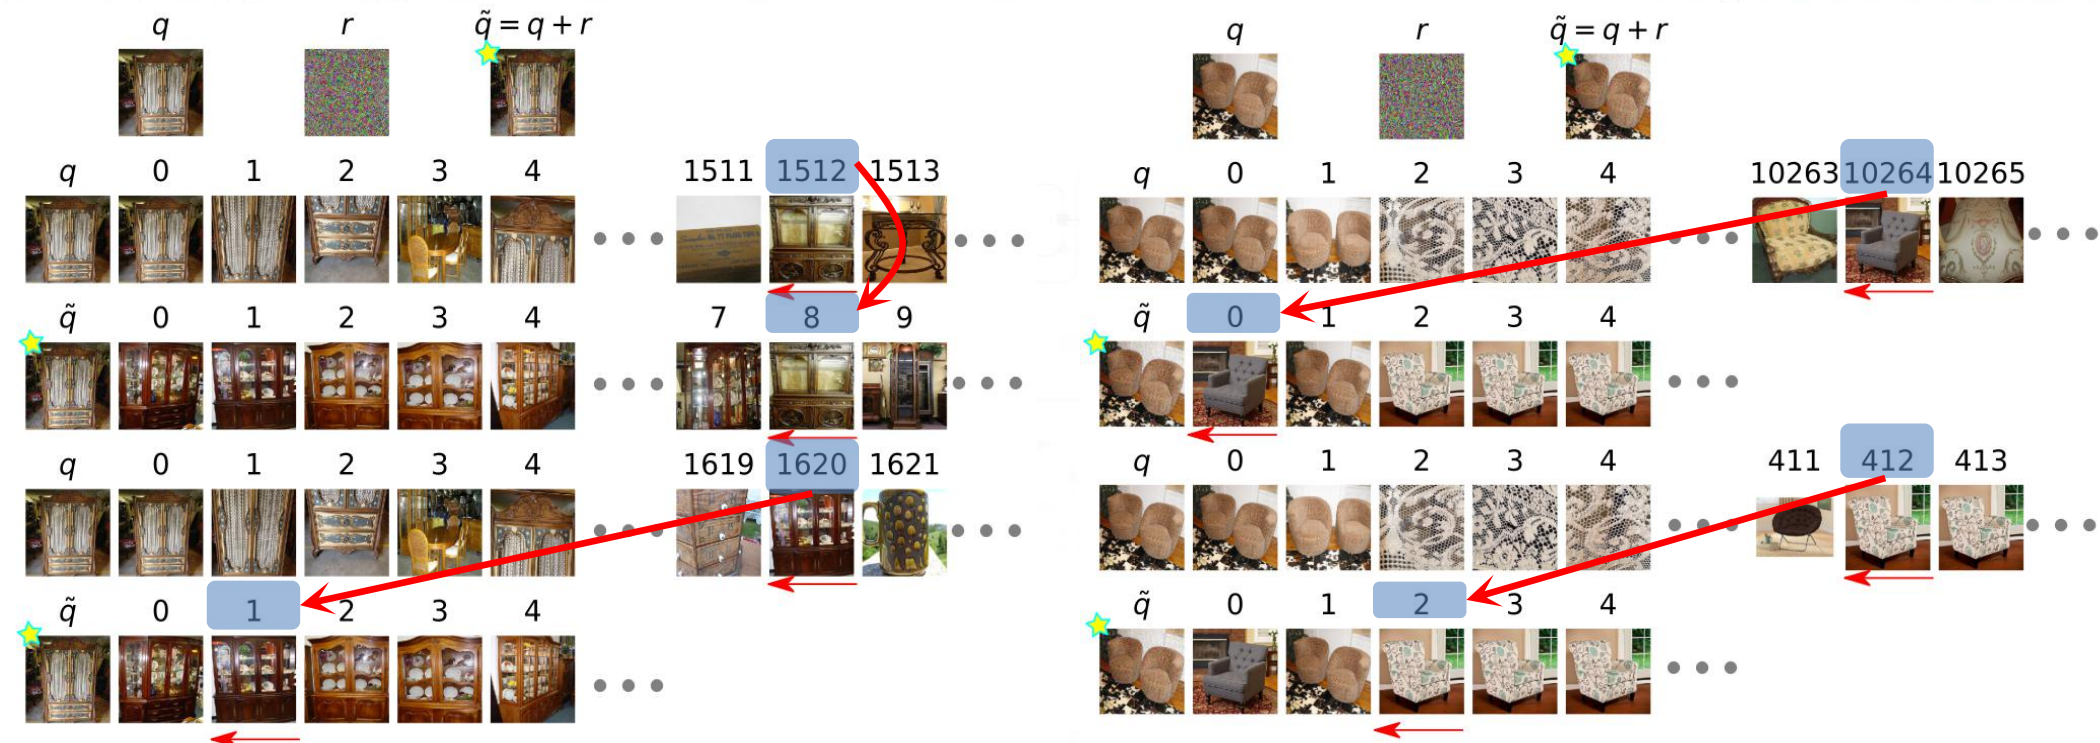 q r q̃ = q + r
q 0 1 2 3 4 1511 1512 1513
q̃ 0 1 2 3 4 7 8 9
q 0 1 2 3 4 1619 1620 1621
q̃ 0 1 2 3 4
q r q̃ = q + r
q 0 1 2 3 4 10263 10264 10265
q̃ 0 1 2 3 4
q 0 1 2 3 4 411 412 413
q̃ 0 1 2 3 4